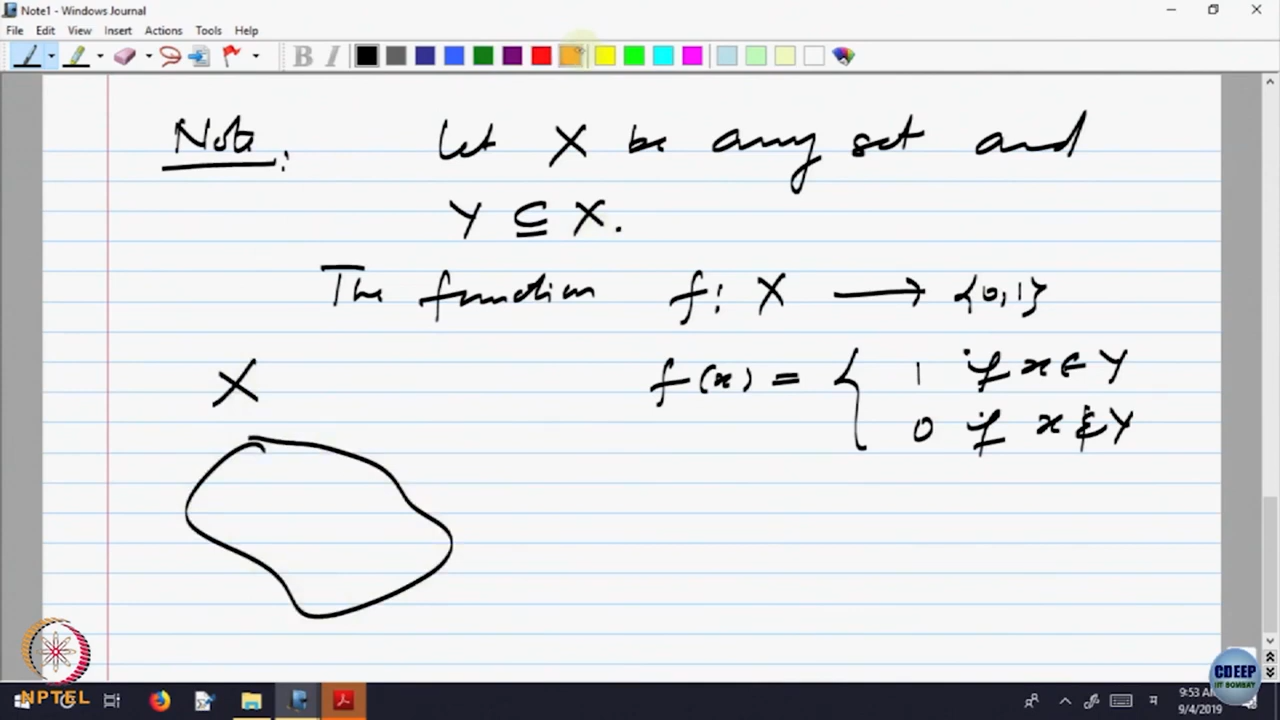 Note1 - Windows Journal
File Edit View Insert Actions Tools Help
B I
Note: Let X be any set and
Y ⊆ X.
The function f: X ⟶ {0,1}
f(x) = { 1 if x ∈ Y
0 if x ∉ Y
X
NPTEL
CDEEP
IIT BOMBAY
9:53 A
9/4/2019